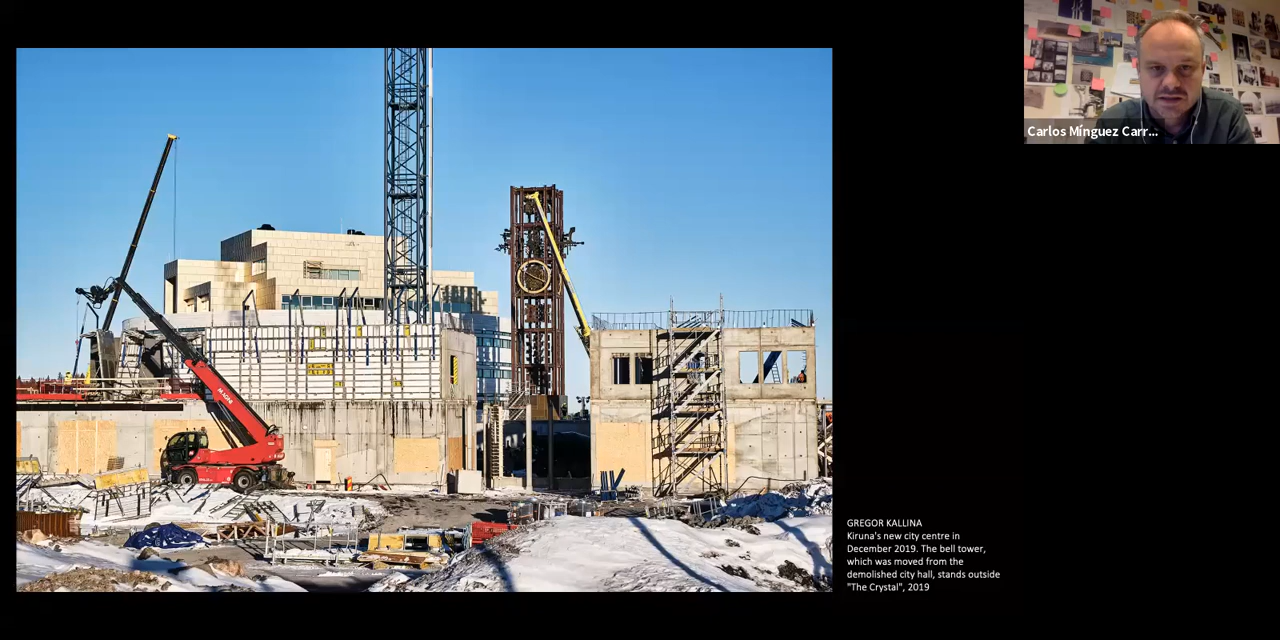 Carlos Mínguez Carr...
MAGNI
GREGOR KALLINA
Kiruna's new city centre in
December 2019. The bell tower,
which was moved from the
demolished city hall, stands outside
"The Crystal", 2019